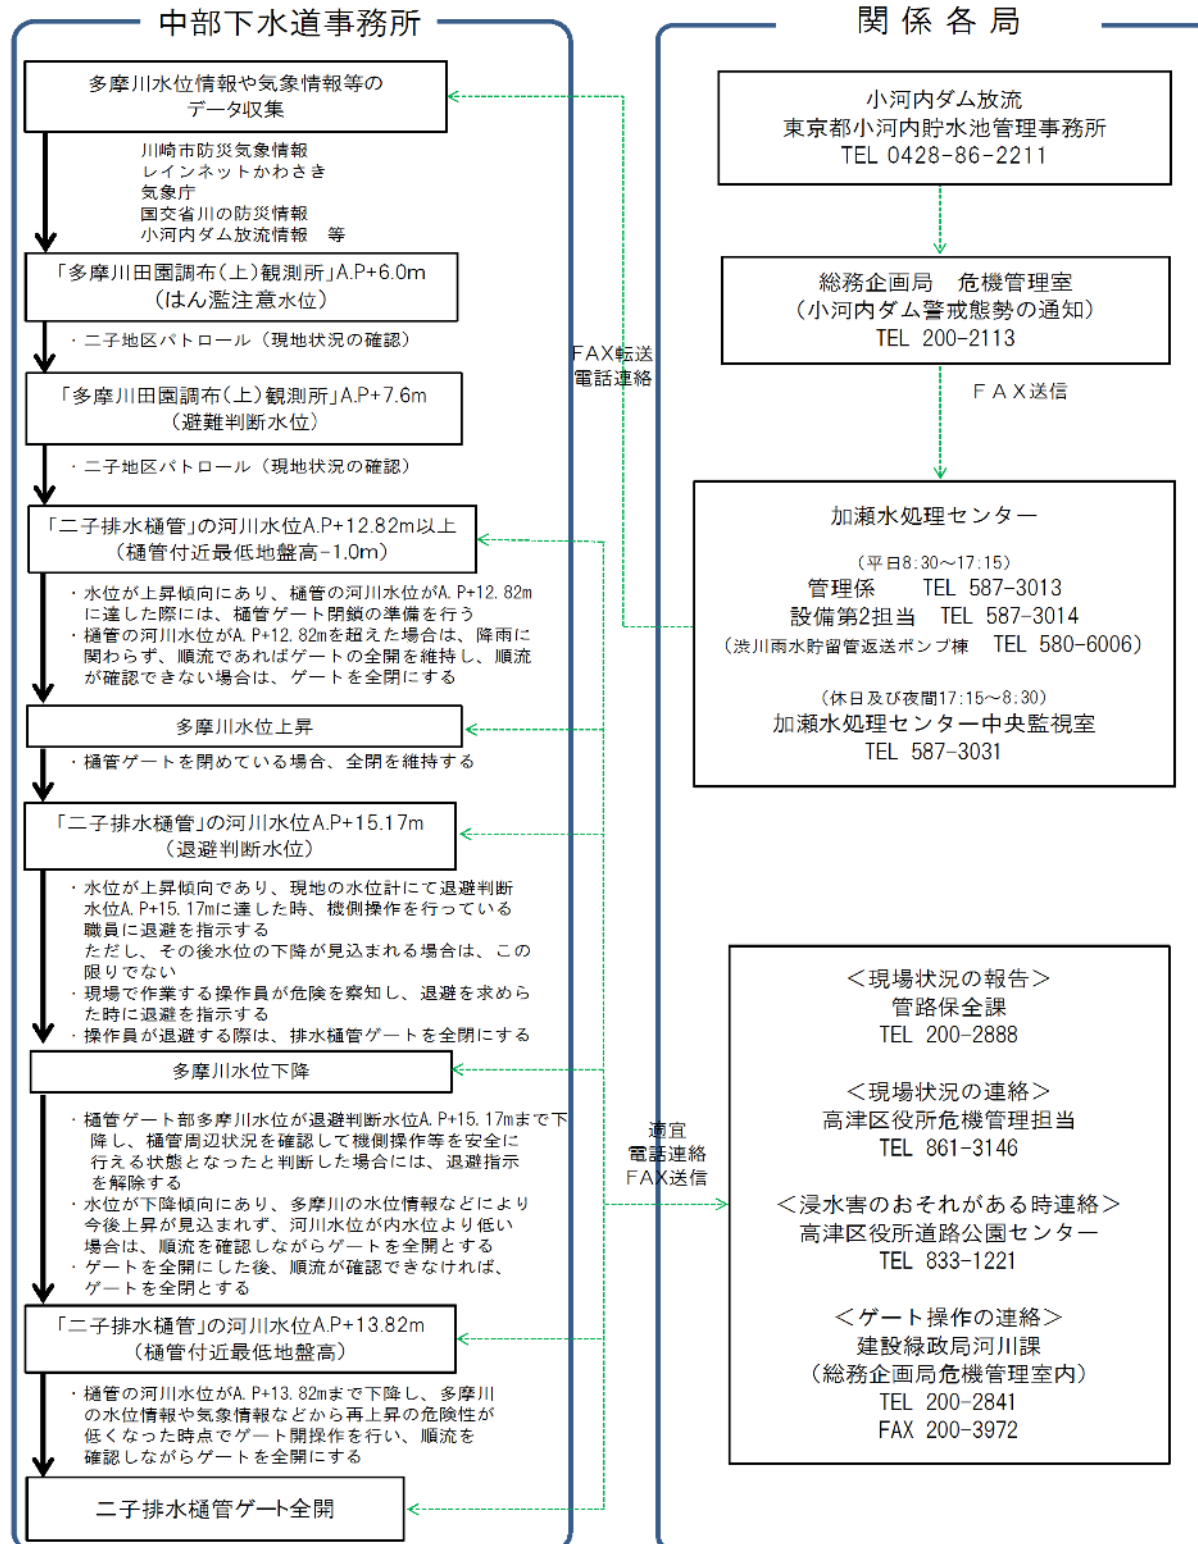 中部下水道事務所
多摩川水位情報や気象情報等の
データ収集
川崎市防災気象情報
レインネットかわさき
気象庁
国交省川の防災情報
小河内ダム放流情報　等
「多摩川田園調布(上)観測所」A.P+6.0m
(はん濫注意水位)
・二子地区パトロール（現地状況の確認）
「多摩川田園調布(上)観測所」A.P+7.6m
(避難判断水位)
・二子地区パトロール（現地状況の確認）
「二子排水樋管」の河川水位A.P+12.82m以上
(樋管付近最低地盤高-1.0m)
・水位が上昇傾向にあり、樋管の河川水位がA.P+12.82m
に達した際には、樋管ゲート閉鎖の準備を行う
・樋管の河川水位がA.P+12.82mを超えた場合は、降雨に
関わらず、順流であればゲートの全開を維持し、順流
が確認できない場合は、ゲートを全閉にする
多摩川水位上昇
・樋管ゲートを閉めている場合、全閉を維持する
「二子排水樋管」の河川水位A.P+15.17m
(退避判断水位)
・水位が上昇傾向であり、現地の水位計にて退避判断
水位A.P+15.17mに達した時、機側操作を行っている
職員に退避を指示する
ただし、その後水位の下降が見込まれる場合は、この
限りでない
・現場で作業する操作員が危険を察知し、退避を求めら
た時に退避を指示する
・操作員が退避する際は、排水樋管ゲートを全閉にする
多摩川水位下降
・樋管ゲート部多摩川水位が退避判断水位A.P+15.17mまで下
降し、樋管周辺状況を確認して機側操作等を安全に
行える状態となったと判断した場合には、退避指示
を解除する
・水位が下降傾向にあり、多摩川の水位情報などにより
今後上昇が見込まれず、河川水位が内水位より低い
場合は、順流を確認しながらゲートを全開とする
・ゲートを全開にした後、順流が確認できなければ、
ゲートを全閉とする
「二子排水樋管」の河川水位A.P+13.82m
(樋管付近最低地盤高)
・樋管の河川水位がA.P+13.82mまで下降し、多摩川
の水位情報や気象情報などから再上昇の危険性が
低くなった時点でゲート開操作を行い、順流を
確認しながらゲートを全開にする
二子排水樋管ゲート全開
FAX転送
電話連絡
適宜
電話連絡
FAX送信
関係各局
小河内ダム放流
東京都小河内貯水池管理事務所
TEL 0428-86-2211
総務企画局　危機管理室
(小河内ダム警戒態勢の通知)
TEL 200-2113
ＦＡＸ送信
加瀬水処理センター
(平日8:30～17:15)
管理係　　TEL 587-3013
設備第2担当　TEL 587-3014
(渋川雨水貯留管返送ポンプ棟　TEL 580-6006)
(休日及び夜間17:15～8:30)
加瀬水処理センター中央監視室
TEL 587-3031
＜現場状況の報告＞
管路保全課
TEL 200-2888
＜現場状況の連絡＞
高津区役所危機管理担当
TEL 861-3146
＜浸水害のおそれがある時連絡＞
高津区役所道路公園センター
TEL 833-1221
＜ゲート操作の連絡＞
建設緑政局河川課
(総務企画局危機管理室内)
TEL 200-2841
FAX 200-3972